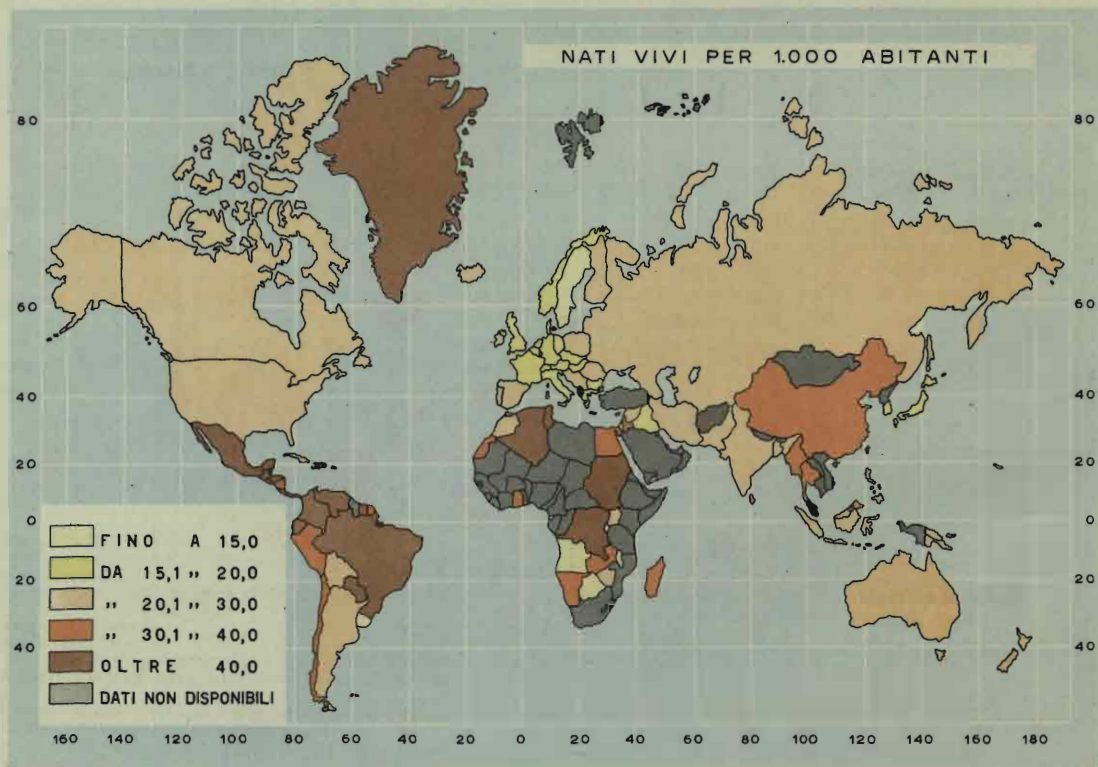 NATI VIVI PER 1.000 ABITANTI
80 80
60 60
40 40
20 20
0 0
20 20
40 40
FINO A 15,0
DA 15,1 " 20,0
" 20,1 " 30,0
" 30,1 " 40,0
OLTRE 40,0
DATI NON DISPONIBILI
160 140 120 100 80 60 40 20 0 20 40 60 80 100 120 140 160 180